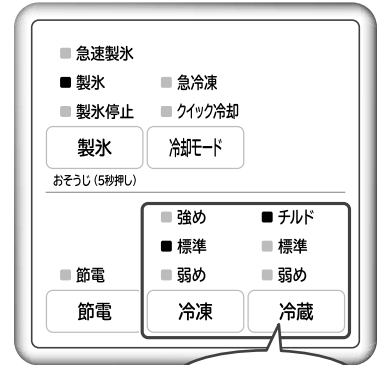 急速製氷
製氷 急冷凍
製氷停止 クイック冷却
製氷 冷却モード
おそうじ（5秒押し）
強め チルド
標準 標準
節電 弱め 弱め
節電 冷凍 冷蔵